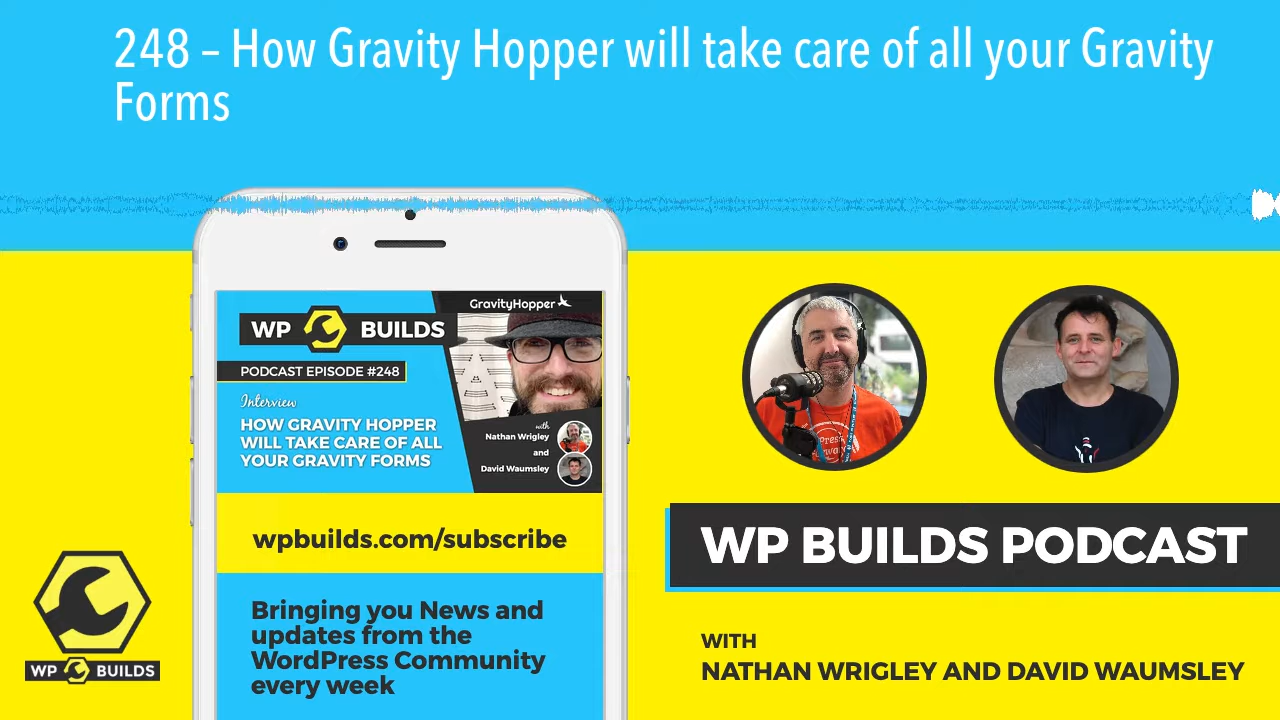 248 – How Gravity Hopper will take care of all your Gravity
Forms
GravityHopper
WP BUILDS
PODCAST EPISODE #248
Interview
HOW GRAVITY HOPPER
WILL TAKE CARE OF ALL
YOUR GRAVITY FORMS
with
Nathan Wrigley
and
David Waumsley
wpbuilds.com/subscribe
Bringing you News and
updates from the
WordPress Community
every week
WP BUILDS
WP BUILDS PODCAST
WITH
NATHAN WRIGLEY AND DAVID WAUMSLEY